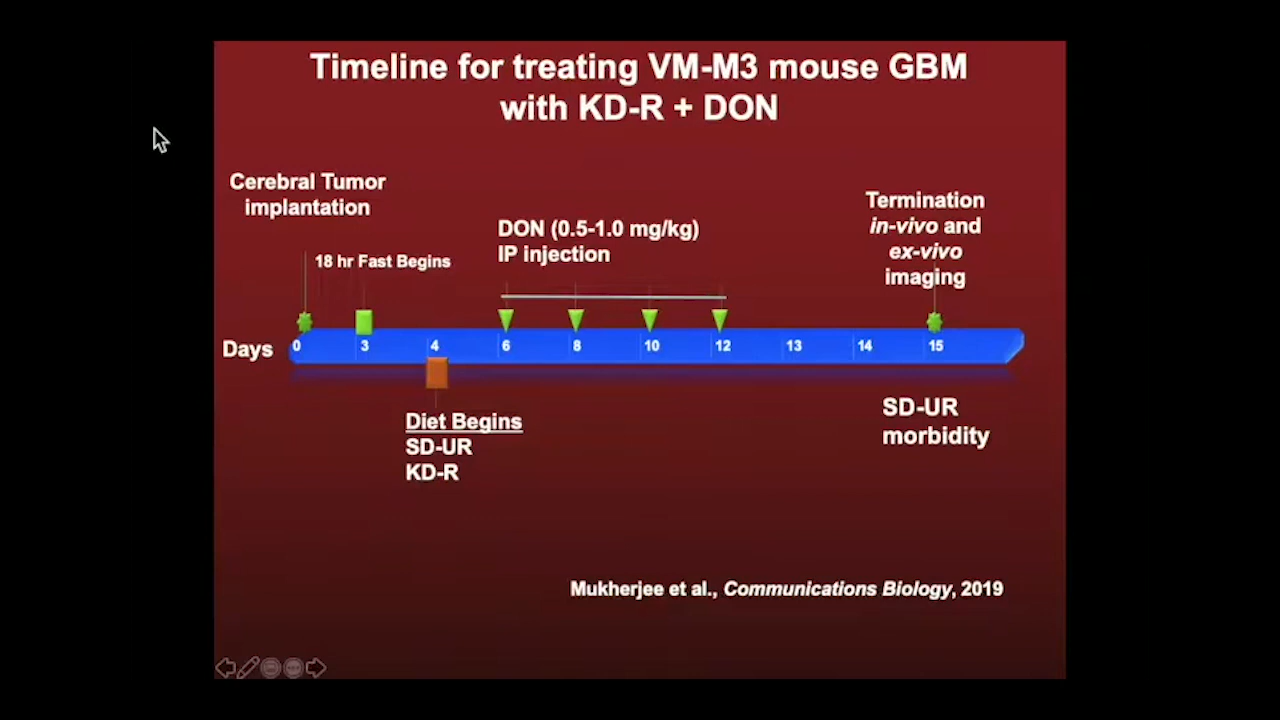 Timeline for treating VM-M3 mouse GBM
with KD-R + DON
Cerebral Tumor
implantation
18 hr Fast Begins
DON (0.5-1.0 mg/kg)
IP injection
Termination
in-vivo and
ex-vivo
imaging
Days 0 3 4 6 8 10 12 13 14 15
Diet Begins
SD-UR
KD-R
SD-UR
morbidity
Mukherjee et al., Communications Biology, 2019